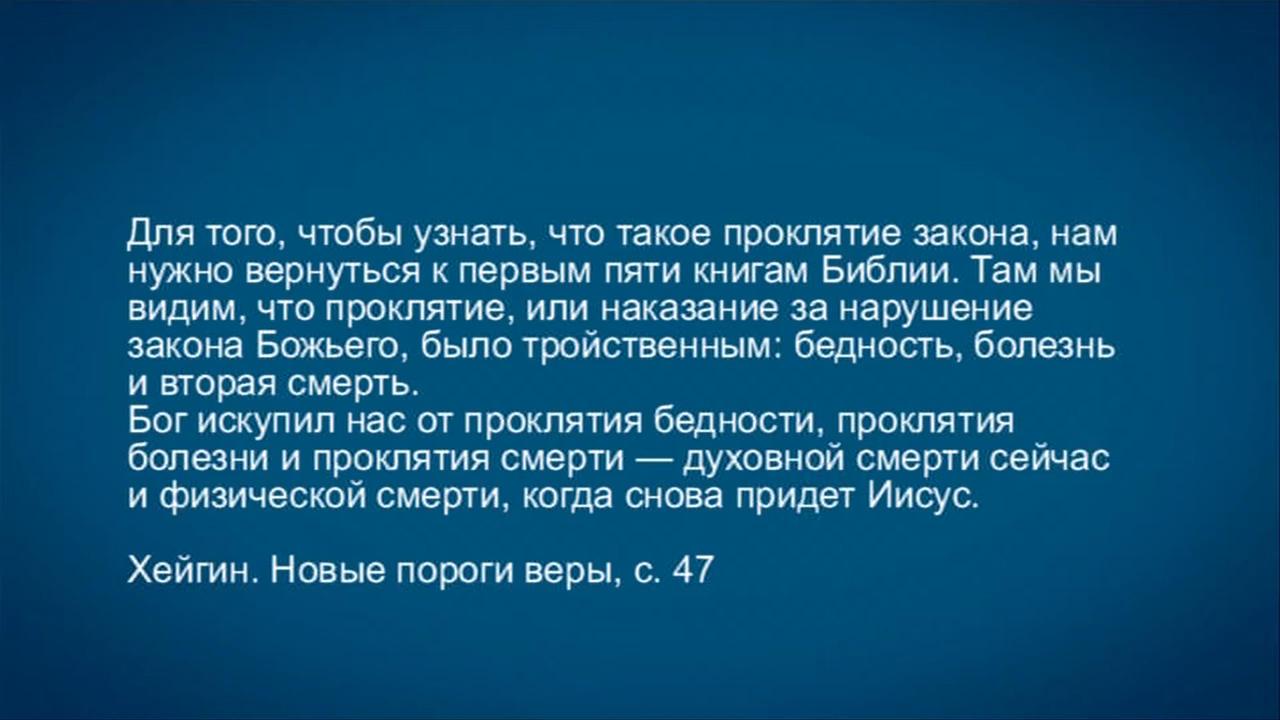 Для того, чтобы узнать, что такое проклятие закона, нам
нужно вернуться к первым пяти книгам Библии. Там мы
видим, что проклятие, или наказание за нарушение
закона Божьего, было тройственным: бедность, болезнь
и вторая смерть.
Бог искупил нас от проклятия бедности, проклятия
болезни и проклятия смерти — духовной смерти сейчас
и физической смерти, когда снова придет Иисус.
Хейгин. Новые пороги веры, с. 47